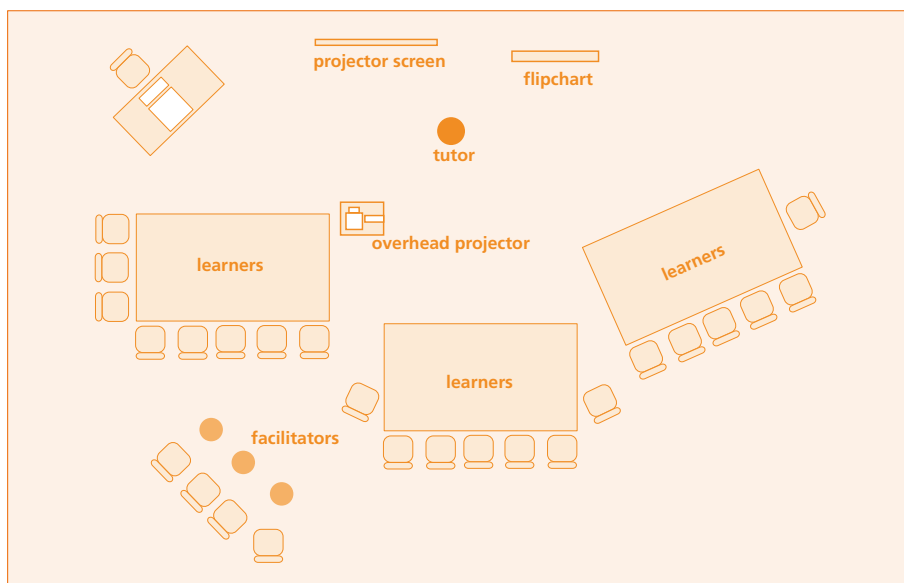 projector screen
flipchart
tutor
overhead projector
learners
learners
learners
facilitators